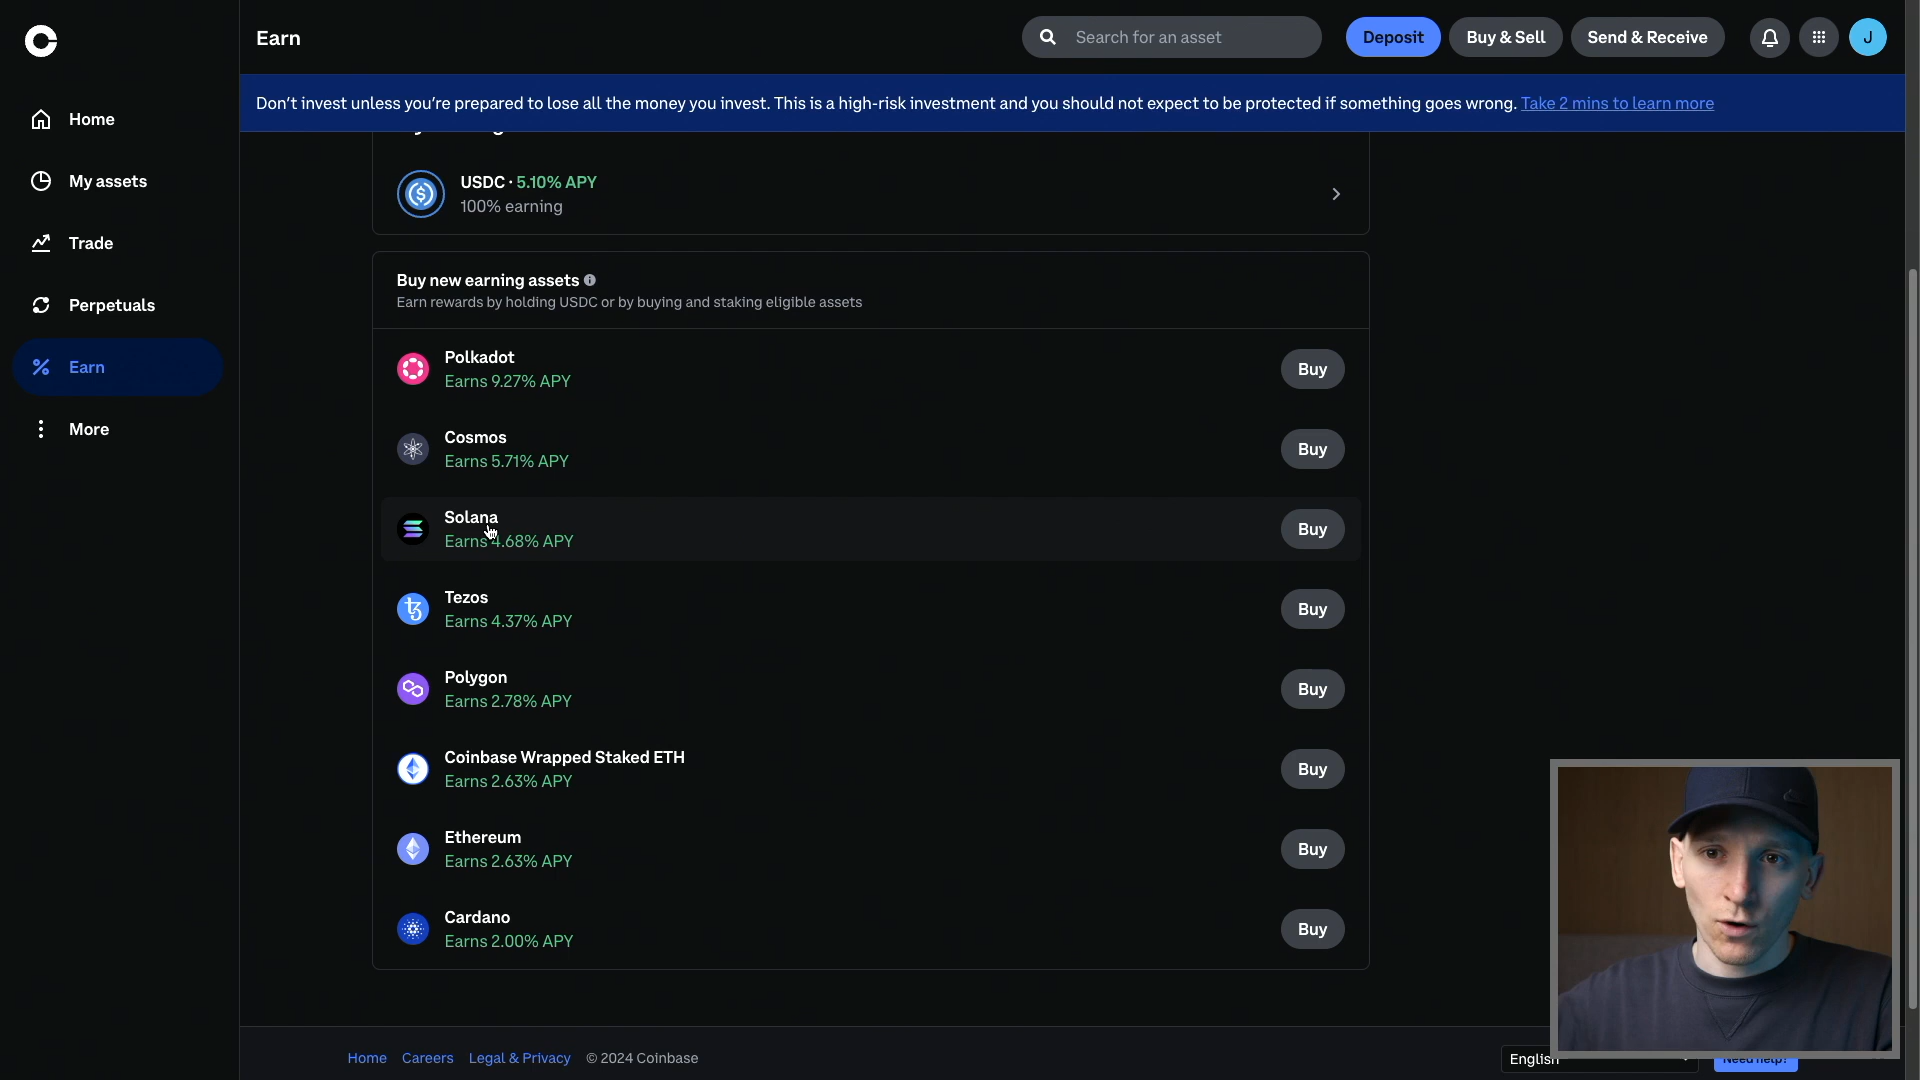 Earn
Search for an asset
Deposit
Buy & Sell
Send & Receive
J
Don't invest unless you're prepared to lose all the money you invest. This is a high-risk investment and you should not expect to be protected if something goes wrong. Take 2 mins to learn more
Home
My assets
Trade
Perpetuals
Earn
More
USDC · 5.10% APY
100% earning
Buy new earning assets
Earn rewards by holding USDC or by buying and staking eligible assets
Polkadot
Earns 9.27% APY
Buy
Cosmos
Earns 5.71% APY
Buy
Solana
Earns 4.68% APY
Buy
Tezos
Earns 4.37% APY
Buy
Polygon
Earns 2.78% APY
Buy
Coinbase Wrapped Staked ETH
Earns 2.63% APY
Buy
Ethereum
Earns 2.63% APY
Buy
Cardano
Earns 2.00% APY
Buy
Home
Careers
Legal & Privacy
© 2024 Coinbase
English
Need help?